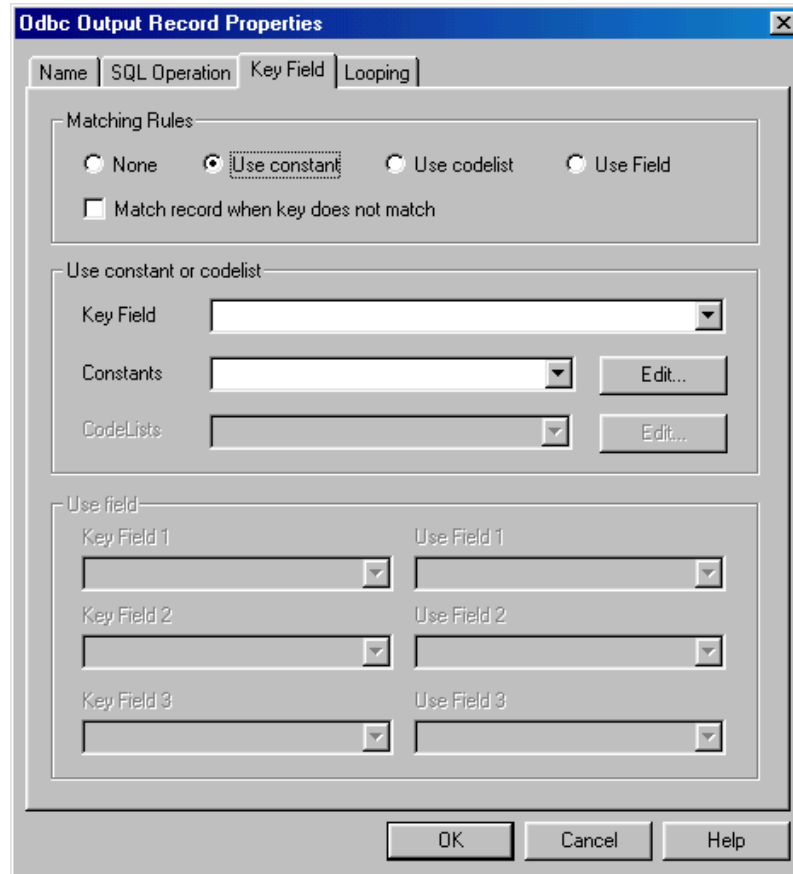 Odbc Output Record Properties
Name SQL Operation Key Field Looping
Matching Rules
None Use constant Use codelist Use Field
Match record when key does not match
Use constant or codelist
Key Field
Constants Edit...
CodeLists Edit...
Use field
Key Field 1 Use Field 1
Key Field 2 Use Field 2
Key Field 3 Use Field 3
OK Cancel Help